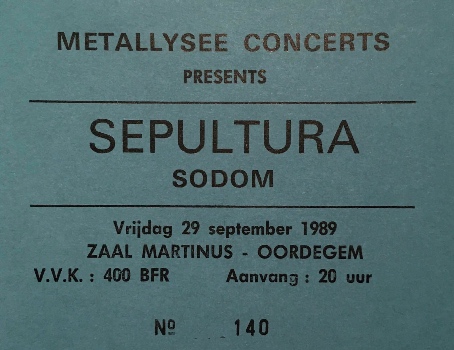 METALLYSEE CONCERTS
PRESENTS
SEPULTURA
SODOM
Vrijdag 29 september 1989
ZAAL MARTINUS - OORDEGEM
V.V.K. : 400 BFR Aanvang : 20 uur
Nº 140